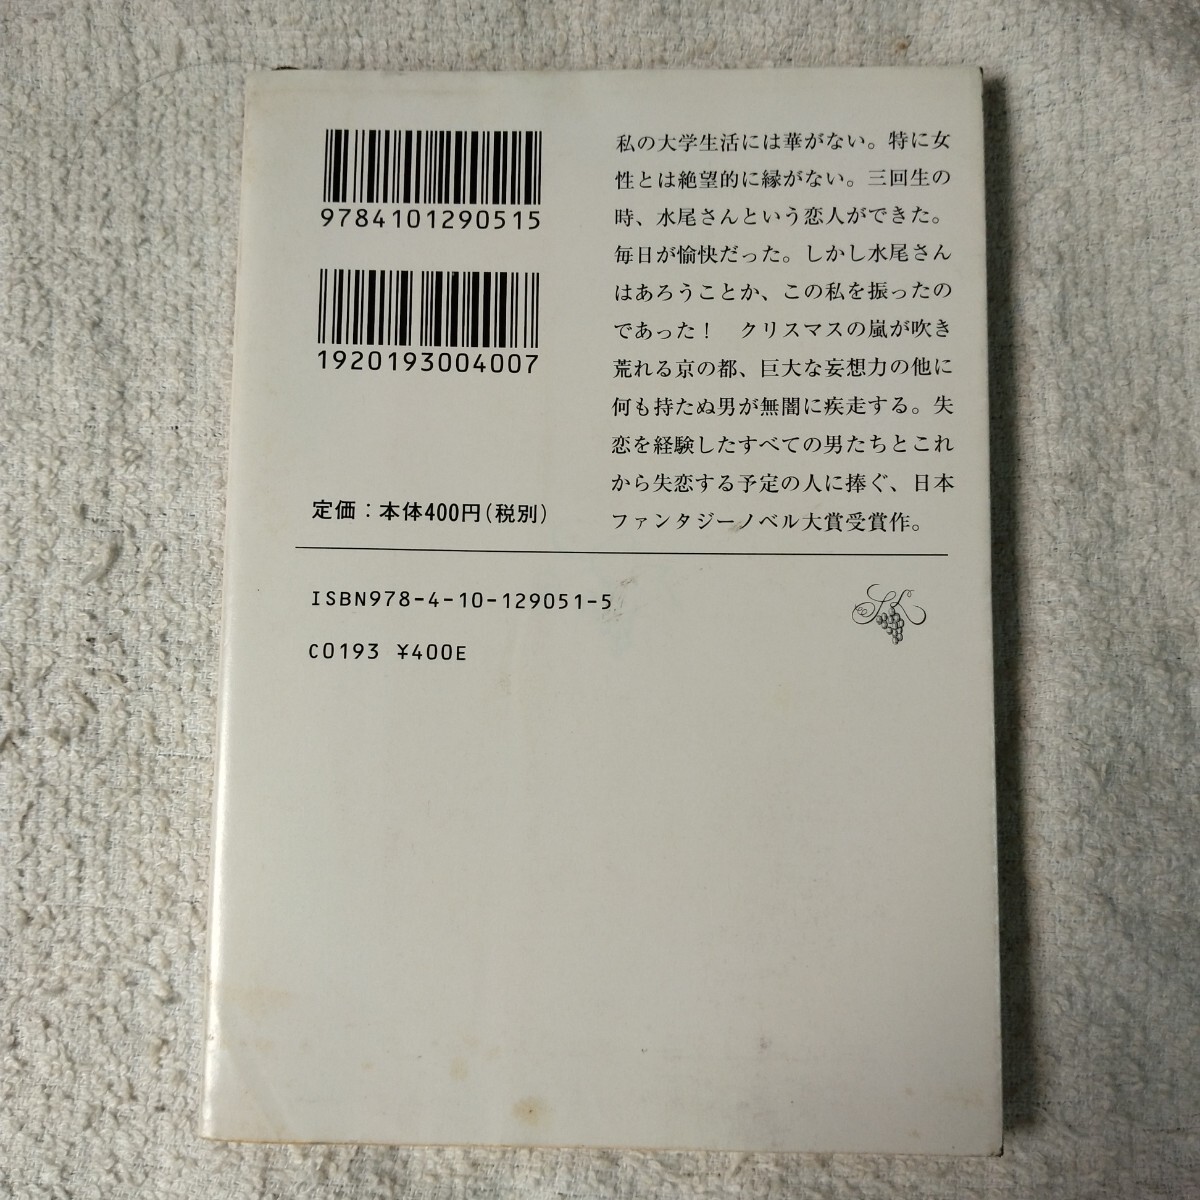 9784101290515
1920193004007
定価：本体400円(税別)
私の大学生活には華がない。特に女
性とは絶望的に縁がない。三回生の
時、水尾さんという恋人ができた。
毎日が愉快だった。しかし水尾さん
はあろうことか、この私を振ったの
であった！　クリスマスの嵐が吹き
荒れる京の都、巨大な妄想力の他に
何も持たぬ男が無闇に疾走する。失
恋を経験したすべての男たちとこれ
から失恋する予定の人に捧ぐ、日本
ファンタジーノベル大賞受賞作。
ISBN978-4-10-129051-5
C0193 ¥400E